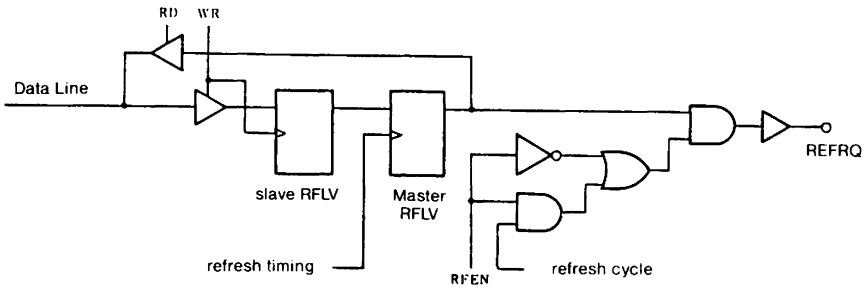 RD WR
Data Line
REFRQ
slave RFLV
Master
RFLV
refresh timing
RFEN
refresh cycle